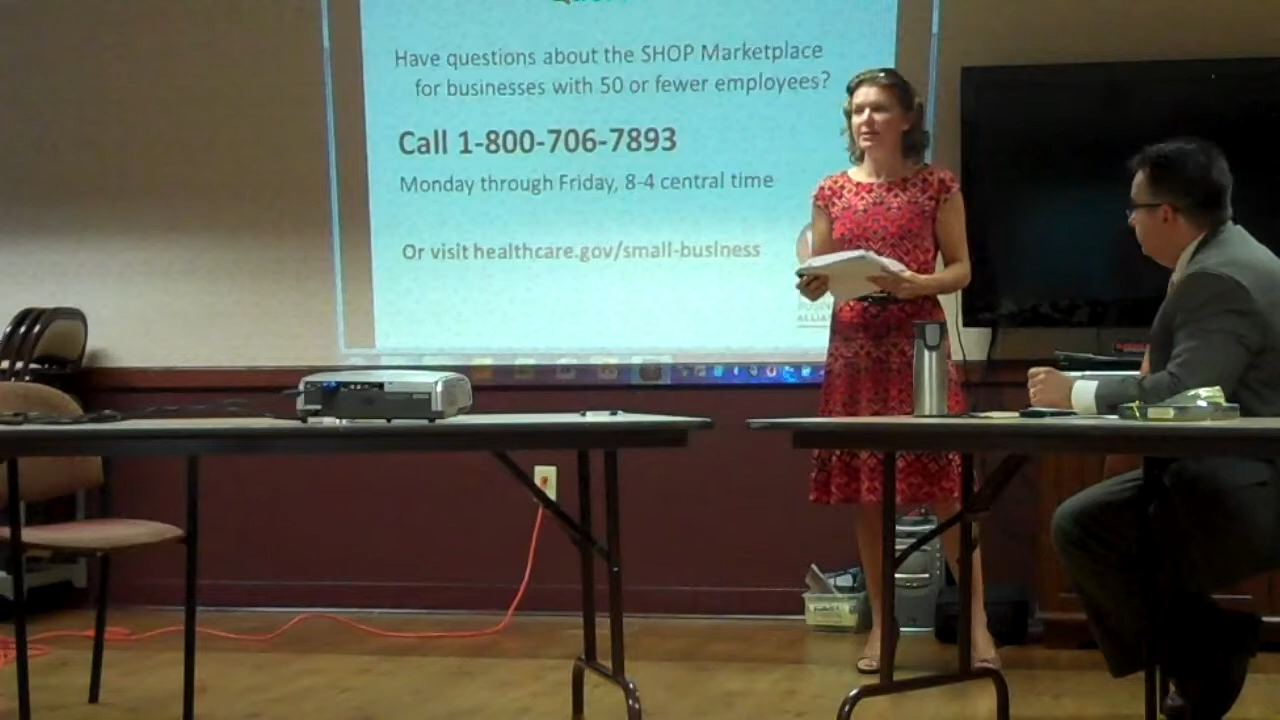 Have questions about the SHOP Marketplace
for businesses with 50 or fewer employees?
Call 1-800-706-7893
Monday through Friday, 8-4 central time
Or visit healthcare.gov/small-business